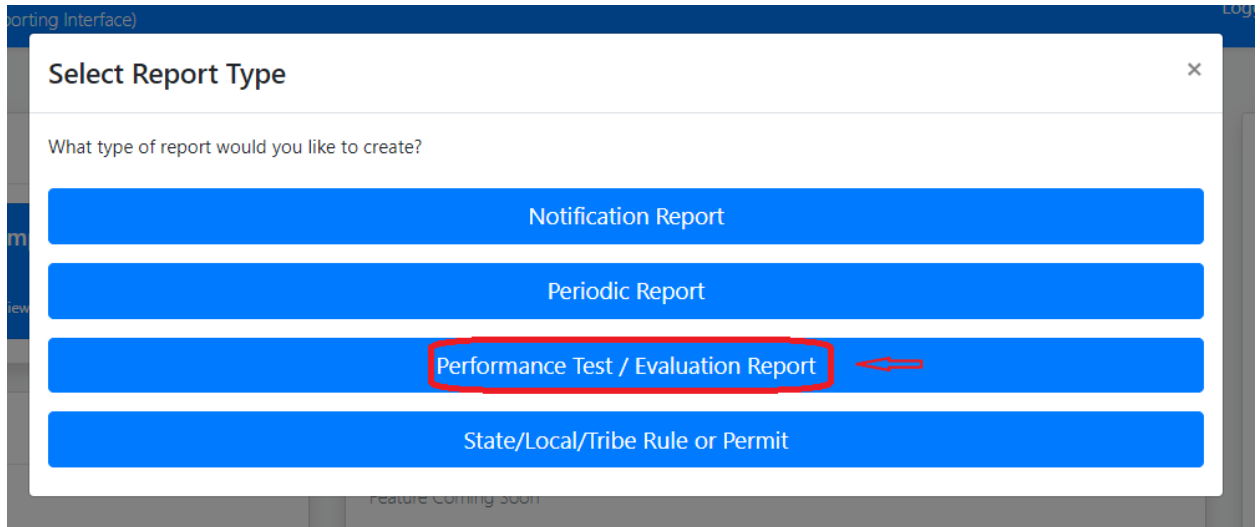 porting Interface)
Logg
Select Report Type
×
What type of report would you like to create?
Notification Report
Periodic Report
Performance Test / Evaluation Report
State/Local/Tribe Rule or Permit
Feature Coming Soon